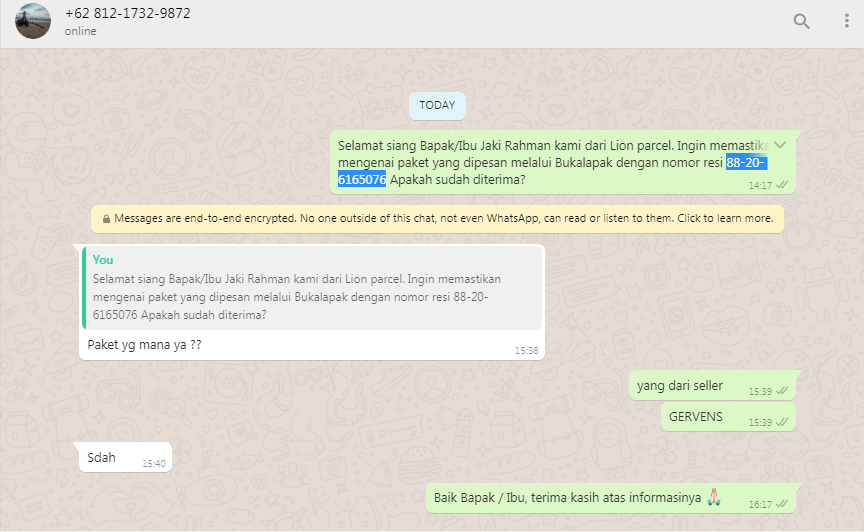 +62 812-1732-9872
online
TODAY
Selamat siang Bapak/Ibu Jaki Rahman kami dari Lion parcel. Ingin memastika
mengenai paket yang dipesan melalui Bukalapak dengan nomor resi 88-20-
6165076 Apakah sudah diterima?
14:17
Messages are end-to-end encrypted. No one outside of this chat, not even WhatsApp, can read or listen to them. Click to learn more.
You
Selamat siang Bapak/Ibu Jaki Rahman kami dari Lion parcel. Ingin memastikan
mengenai paket yang dipesan melalui Bukalapak dengan nomor resi 88-20-
6165076 Apakah sudah diterima?
Paket yg mana ya ??
15:38
yang dari seller
15:39
GERVENS
15:39
Sdah
15:40
Baik Bapak / Ibu, terima kasih atas informasinya 🙏🏻
16:17